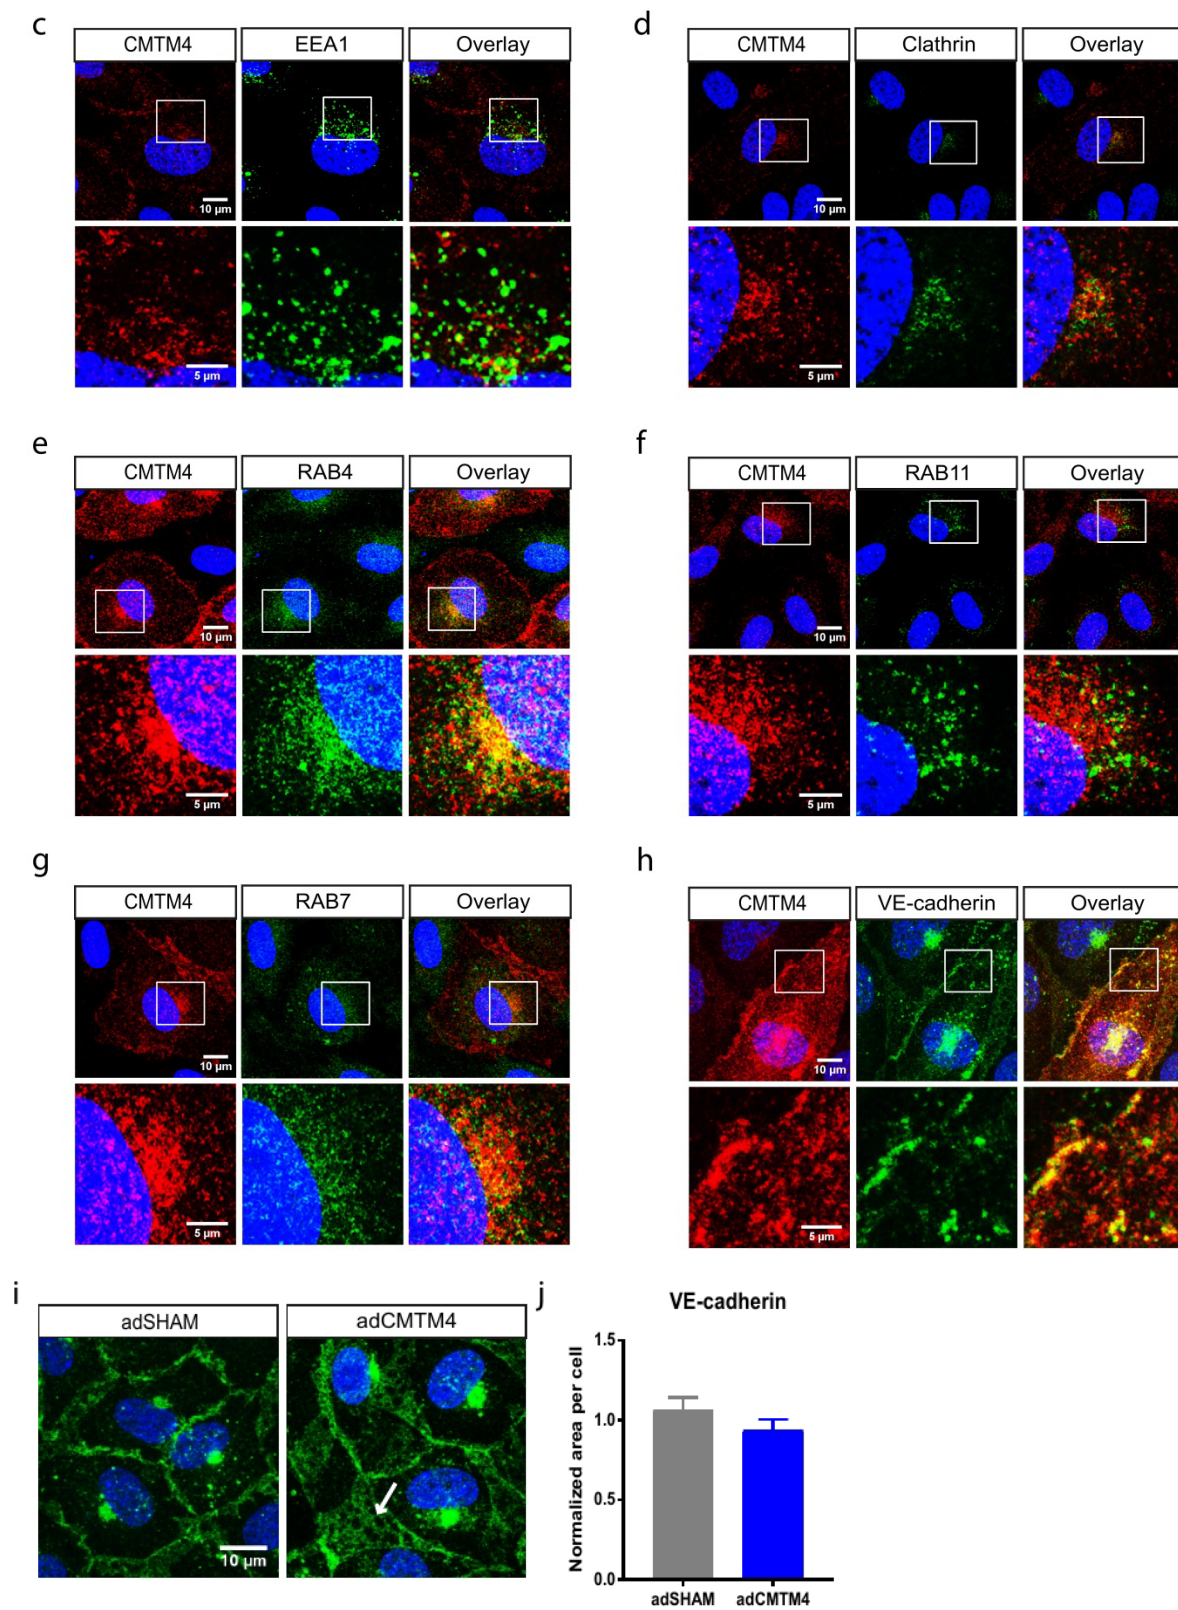 c
CMTM4 EEA1 Overlay
10 µm
5 µm
d
CMTM4 Clathrin Overlay
10 µm
5 µm
e
CMTM4 RAB4 Overlay
10 µm
5 µm
f
CMTM4 RAB11 Overlay
10 µm
5 µm
g
CMTM4 RAB7 Overlay
10 µm
5 µm
h
CMTM4 VE-cadherin Overlay
10 µm
5 µm
i
adSHAM adCMTM4
10 µm
j
VE-cadherin
Normalized area per cell
1.5
1.0
0.5
0.0
adSHAM adCMTM4